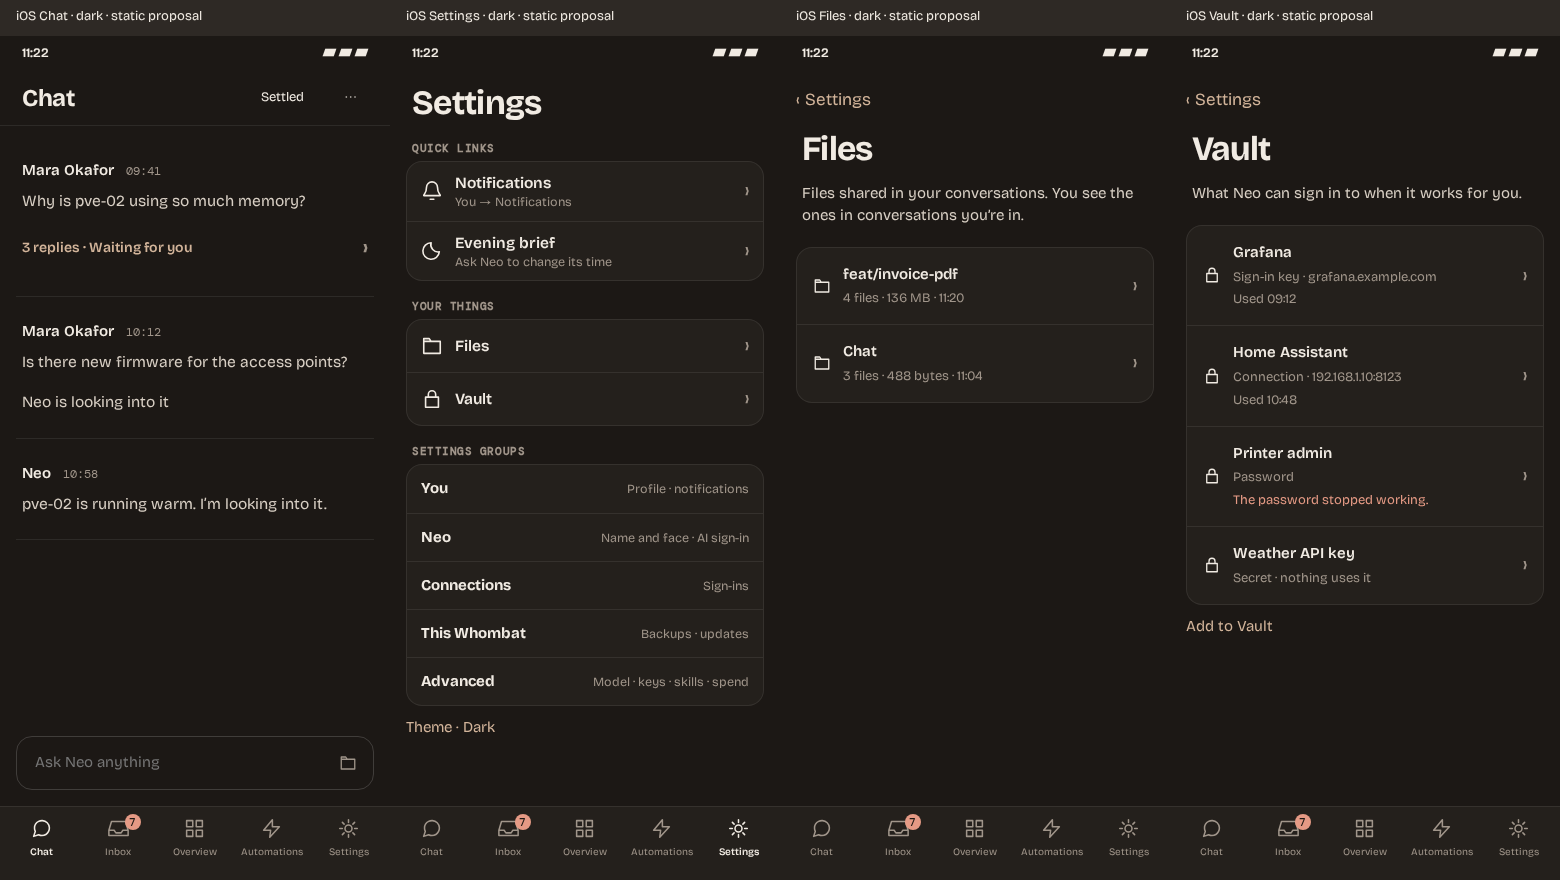 iOS Chat · dark · static proposal
11:22
Chat
Settled
···
Mara Okafor 09:41
Why is pve-02 using so much memory?
3 replies · Waiting for you
Mara Okafor 10:12
Is there new firmware for the access points?
Neo is looking into it
Neo 10:58
pve-02 is running warm. I'm looking into it.
Ask Neo anything
Chat
7
Inbox
Overview
Automations
Settings
iOS Settings · dark · static proposal
11:22
Settings
QUICK LINKS
Notifications
You → Notifications
Evening brief
Ask Neo to change its time
YOUR THINGS
Files
Vault
SETTINGS GROUPS
You
Profile · notifications
Neo
Name and face · AI sign-in
Connections
Sign-ins
This Whombat
Backups · updates
Advanced
Model · keys · skills · spend
Theme · Dark
Chat
7
Inbox
Overview
Automations
Settings
iOS Files · dark · static proposal
11:22
‹ Settings
Files
Files shared in your conversations. You see the
ones in conversations you're in.
feat/invoice-pdf
4 files · 136 MB · 11:20
Chat
3 files · 488 bytes · 11:04
Chat
7
Inbox
Overview
Automations
Settings
iOS Vault · dark · static proposal
11:22
‹ Settings
Vault
What Neo can sign in to when it works for you.
Grafana
Sign-in key · grafana.example.com
Used 09:12
Home Assistant
Connection · 192.168.1.10:8123
Used 10:48
Printer admin
Password
The password stopped working.
Weather API key
Secret · nothing uses it
Add to Vault
Chat
7
Inbox
Overview
Automations
Settings